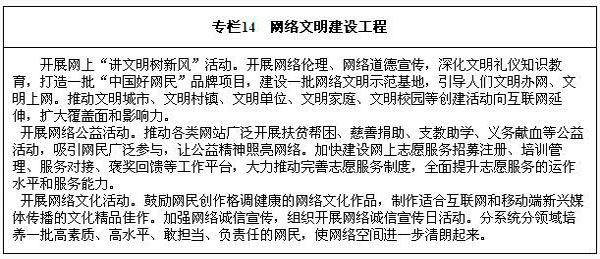 专栏14　网络文明建设工程
开展网上“讲文明树新风”活动。开展网络伦理、网络道德宣传，深化文明礼仪知识教
育，打造一批“中国好网民”品牌项目，建设一批网络文明示范基地，引导人们文明办网、文
明上网。推动文明城市、文明村镇、文明单位、文明家庭、文明校园等创建活动向互联网延
伸，扩大覆盖面和影响力。
开展网络公益活动。推动各类网站广泛开展扶贫帮困、慈善捐助、支教助学、义务献血等公益
活动，吸引网民广泛参与，让公益精神照亮网络。加快建设网上志愿服务招募注册、培训管
理、服务对接、褒奖回馈等工作平台，大力推动完善志愿服务制度，全面提升志愿服务的运作
水平和服务能力。
开展网络文化活动。鼓励网民创作格调健康的网络文化作品，制作适合互联网和移动端新兴媒
体传播的文化精品佳作。加强网络诚信宣传，组织开展网络诚信宣传日活动。分系统分领域培
养一批高素质、高水平、敢担当、负责任的网民，使网络空间进一步清朗起来。